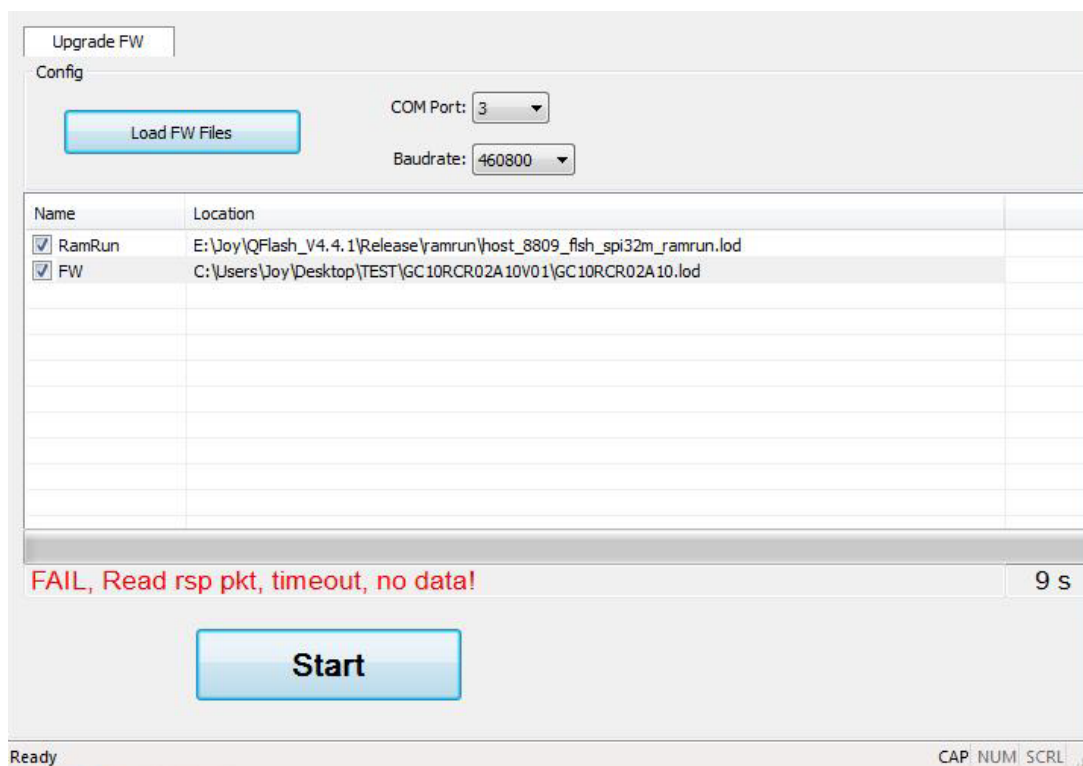 Upgrade FW
Config
Load FW Files
COM Port: 3
Baudrate: 460800
Name Location
RamRun E:\Joy\QFlash_V4.4.1\Release\ramrun\host_8809_flsh_spi32m_ramrun.lod
FW C:\Users\Joy\Desktop\TEST\GC10RCR02A10V01\GC10RCR02A10.lod
FAIL, Read rsp pkt, timeout, no data! 9 s
Start
Ready CAP NUM SCRL